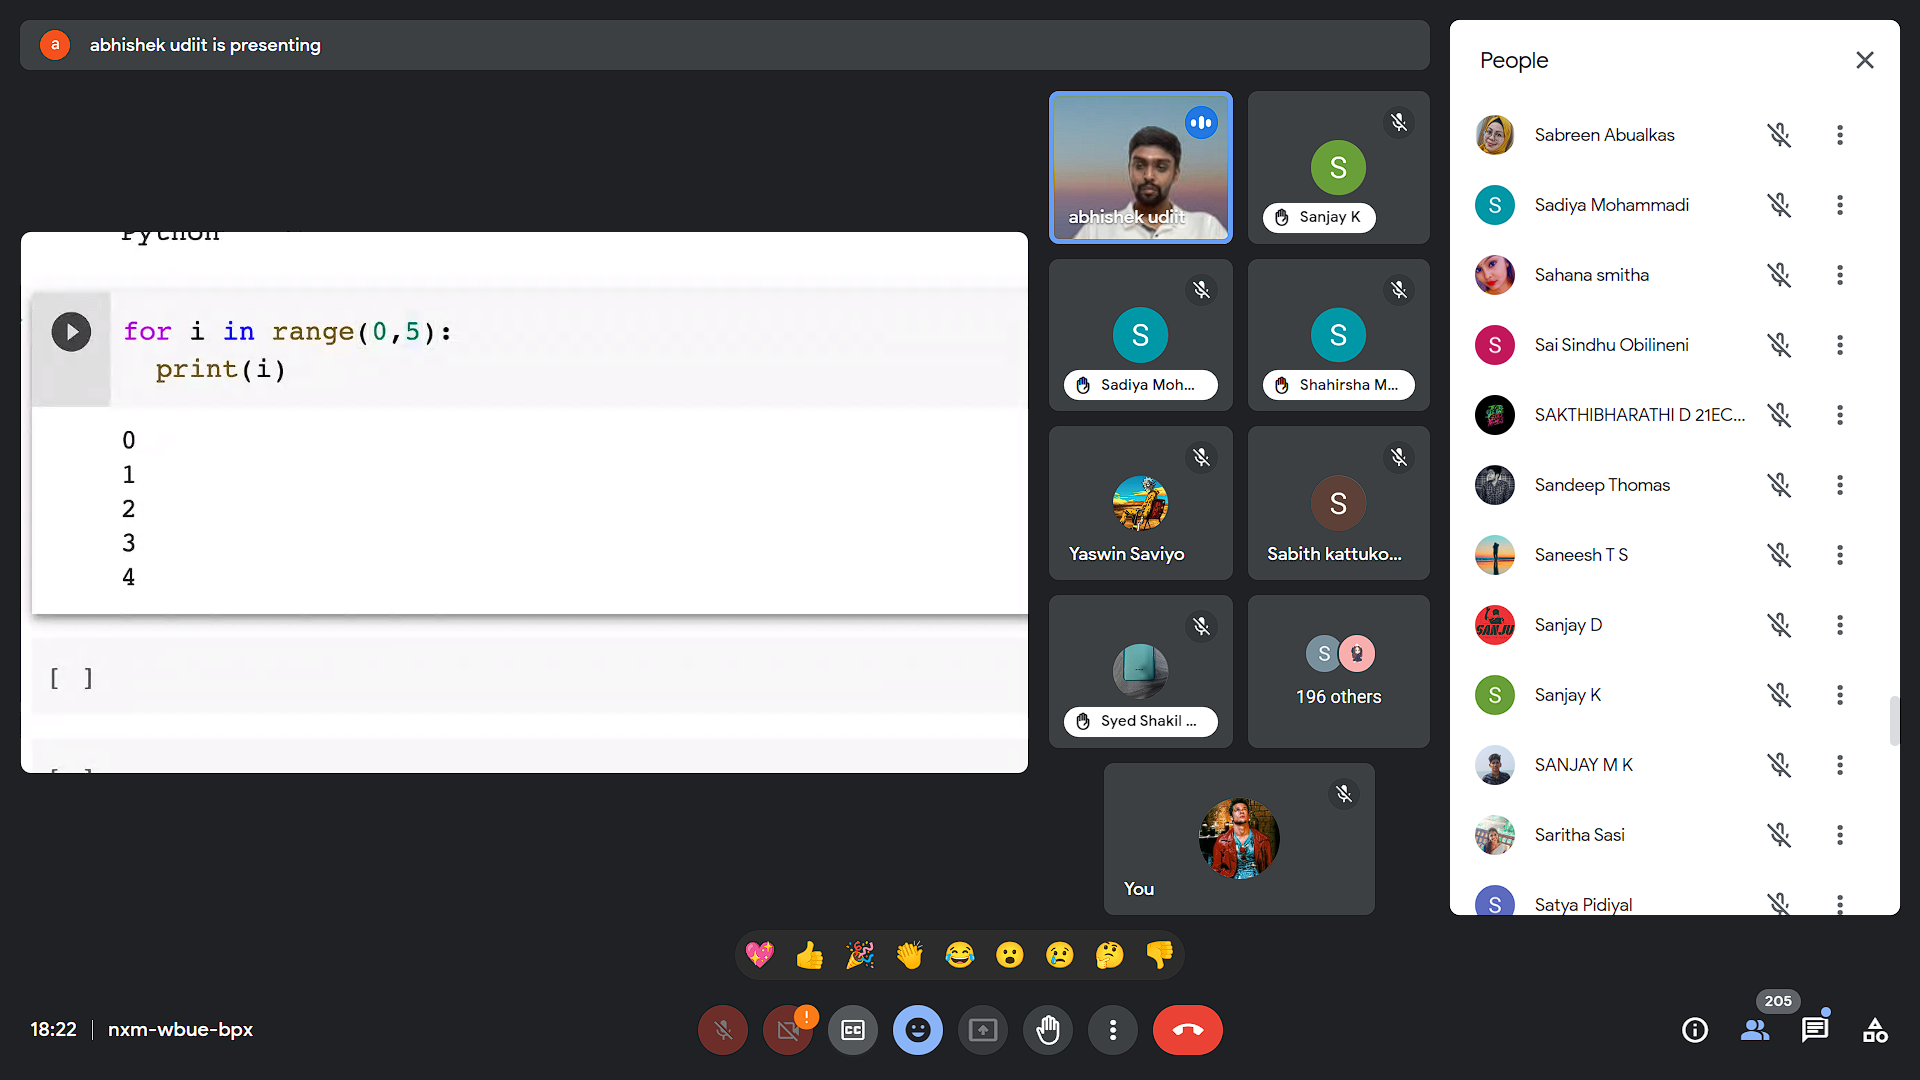 a
abhishek udiit is presenting
Python
for i in range(0,5):
print(i)
0
1
2
3
4
[ ]
[ ]
abhishek udiit
S
Sanjay K
S
Sadiya Moh...
S
Shahirsha M...
Yaswin Saviyo
S
Sabith kattuko...
Syed Shakil ...
S
196 others
You
People
Sabreen Abualkas
S
Sadiya Mohammadi
Sahana smitha
S
Sai Sindhu Obilineni
SAKTHIBHARATHI D 21EC...
Sandeep Thomas
Saneesh T S
SANJU
Sanjay D
S
Sanjay K
SANJAY M K
Saritha Sasi
S
Satya Pidiyal
18:22
nxm-wbue-bpx
!
CC
205